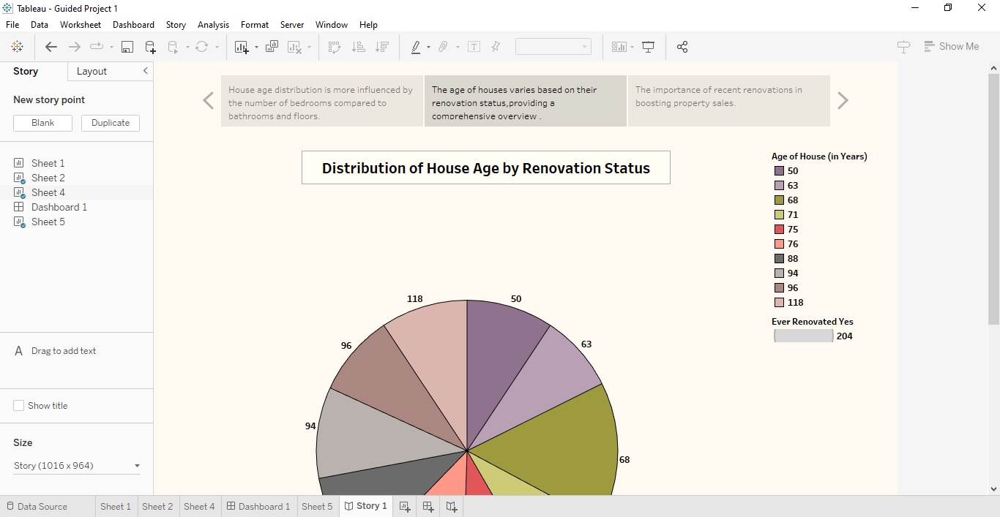 Tableau - Guided Project 1
File Data Worksheet Dashboard Story Analysis Format Server Window Help
Show Me
Story Layout
New story point
Blank Duplicate
Sheet 1
Sheet 2
Sheet 4
Dashboard 1
Sheet 5
A Drag to add text
Show title
Size
Story (1016 x 964)
House age distribution is more influenced by
the number of bedrooms compared to
bathrooms and floors.
The age of houses varies based on their
renovation status,providing a
comprehensive overview .
The importance of recent renovations in
boosting property sales.
Distribution of House Age by Renovation Status
118
50
96
63
94
68
Age of House (in Years)
50
63
68
71
75
76
88
94
96
118
Ever Renovated Yes
204
Data Source Sheet 1 Sheet 2 Sheet 4 Dashboard 1 Sheet 5 Story 1